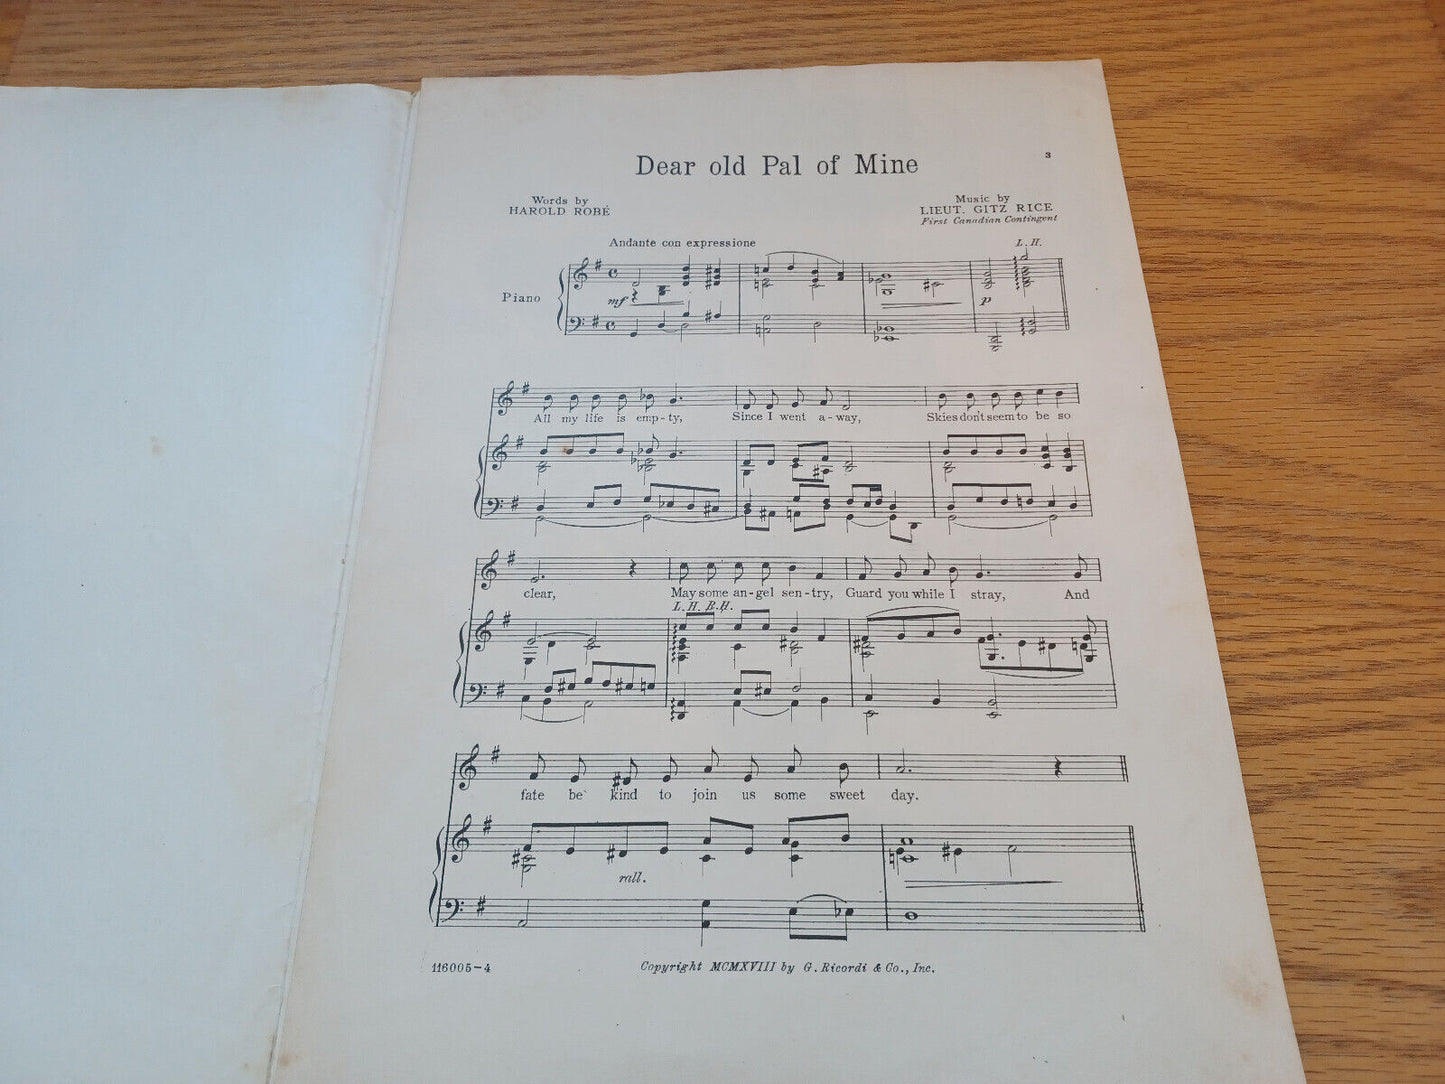 3
Dear old Pal of Mine
Words by
HAROLD ROBÉ
Music by
LIEUT. GITZ RICE
First Canadian Contingent
Andante con expressione
L. H.
Piano
mf
p
All my life is emp-ty, Since I went a-way, Skies don't seem to be so
clear, May some an-gel sen-try, Guard you while I stray, And
L. H. R. H.
fate be kind to join us some sweet day.
rall.
116005-4
Copyright MCMXVIII by G. Ricordi & Co., Inc.